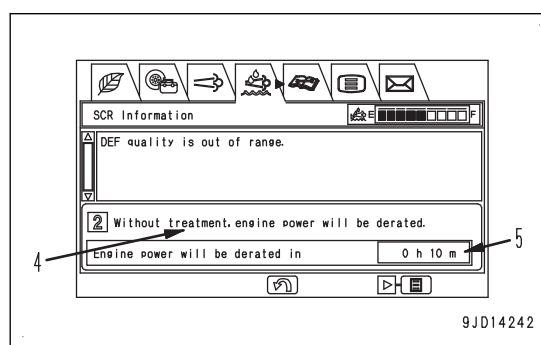 SCR Information
E F
DEF quality is out of range.
2 Without treatment, engine power will be derated.
4
5
Engine power will be derated in 0 h 10 m
9JD14242